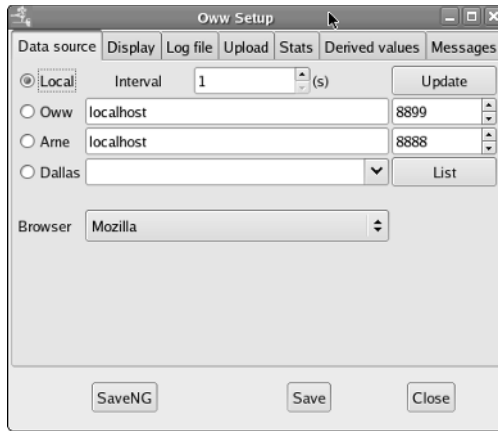 Oww Setup
Data source Display Log file Upload Stats Derived values Messages
Local Interval 1 (s) Update
Oww localhost 8899
Arne localhost 8888
Dallas List
Browser Mozilla
SaveNG Save Close